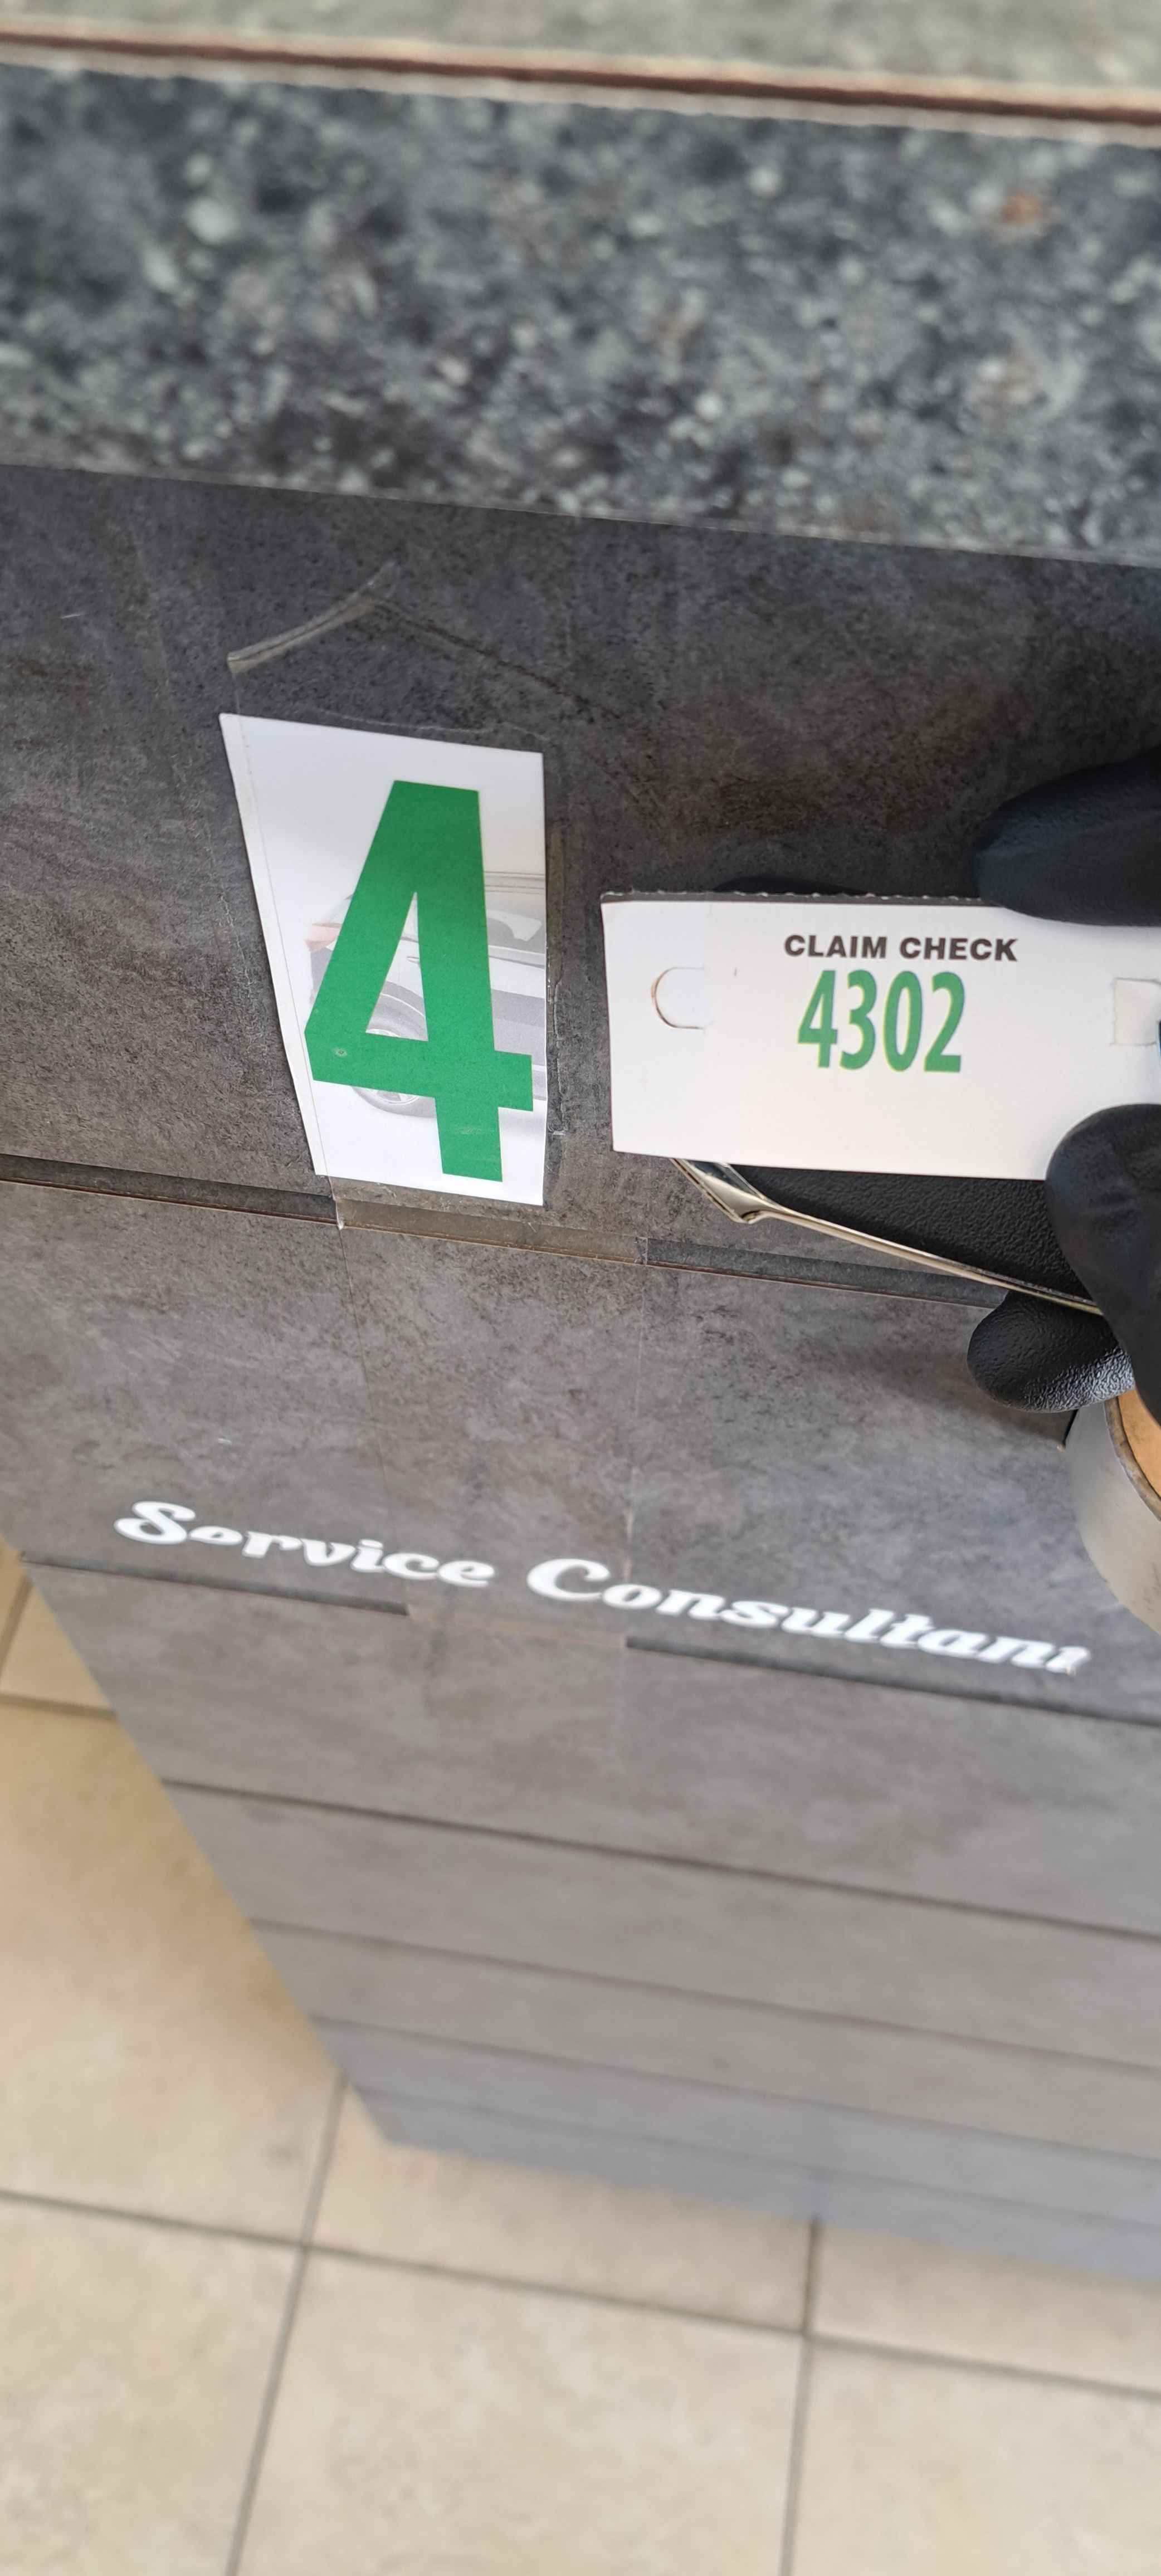 4
CLAIM CHECK
4302
Service Consultant